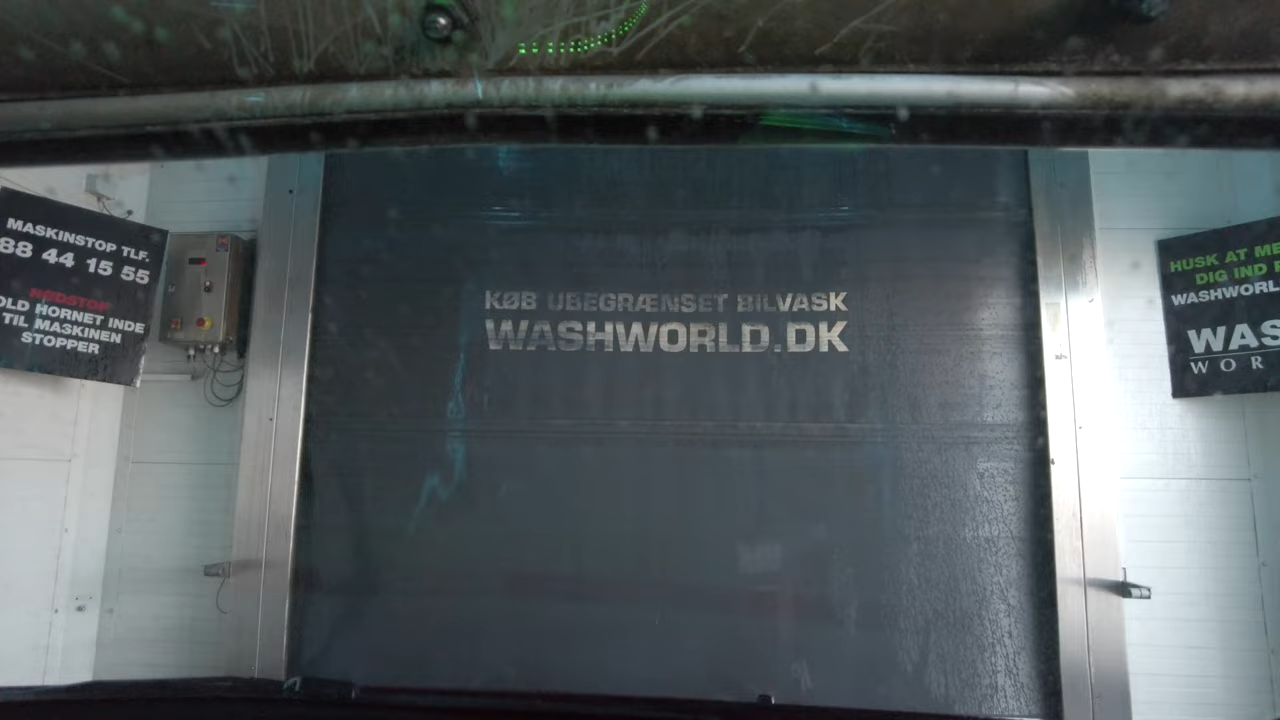 MASKINSTOP TLF.
88 44 15 55
NØDSTOP
OLD HORNET INDE
TIL MASKINEN
STOPPER
KØB UBEGRÆNSET BILVASK
WASHWORLD.DK
HUSK AT ME
DIG IND
WASHWORL
WAS
WOR